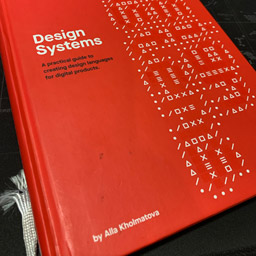 Design
Systems
A practical guide to
creating design languages
for digital products.
by Alla Kholmatova